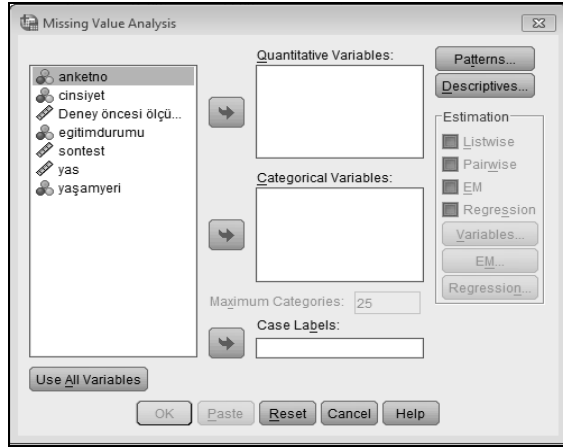 Missing Value Analysis
anketno
cinsiyet
Deney öncesi ölçü...
egitimdurumu
sontest
yas
yaşamyeri
Use All Variables
Quantitative Variables:
Categorical Variables:
Maximum Categories: 25
Case Labels:
Patterns...
Descriptives...
Estimation
Listwise
Pairwise
EM
Regression
Variables...
EM...
Regression...
OK Paste Reset Cancel Help